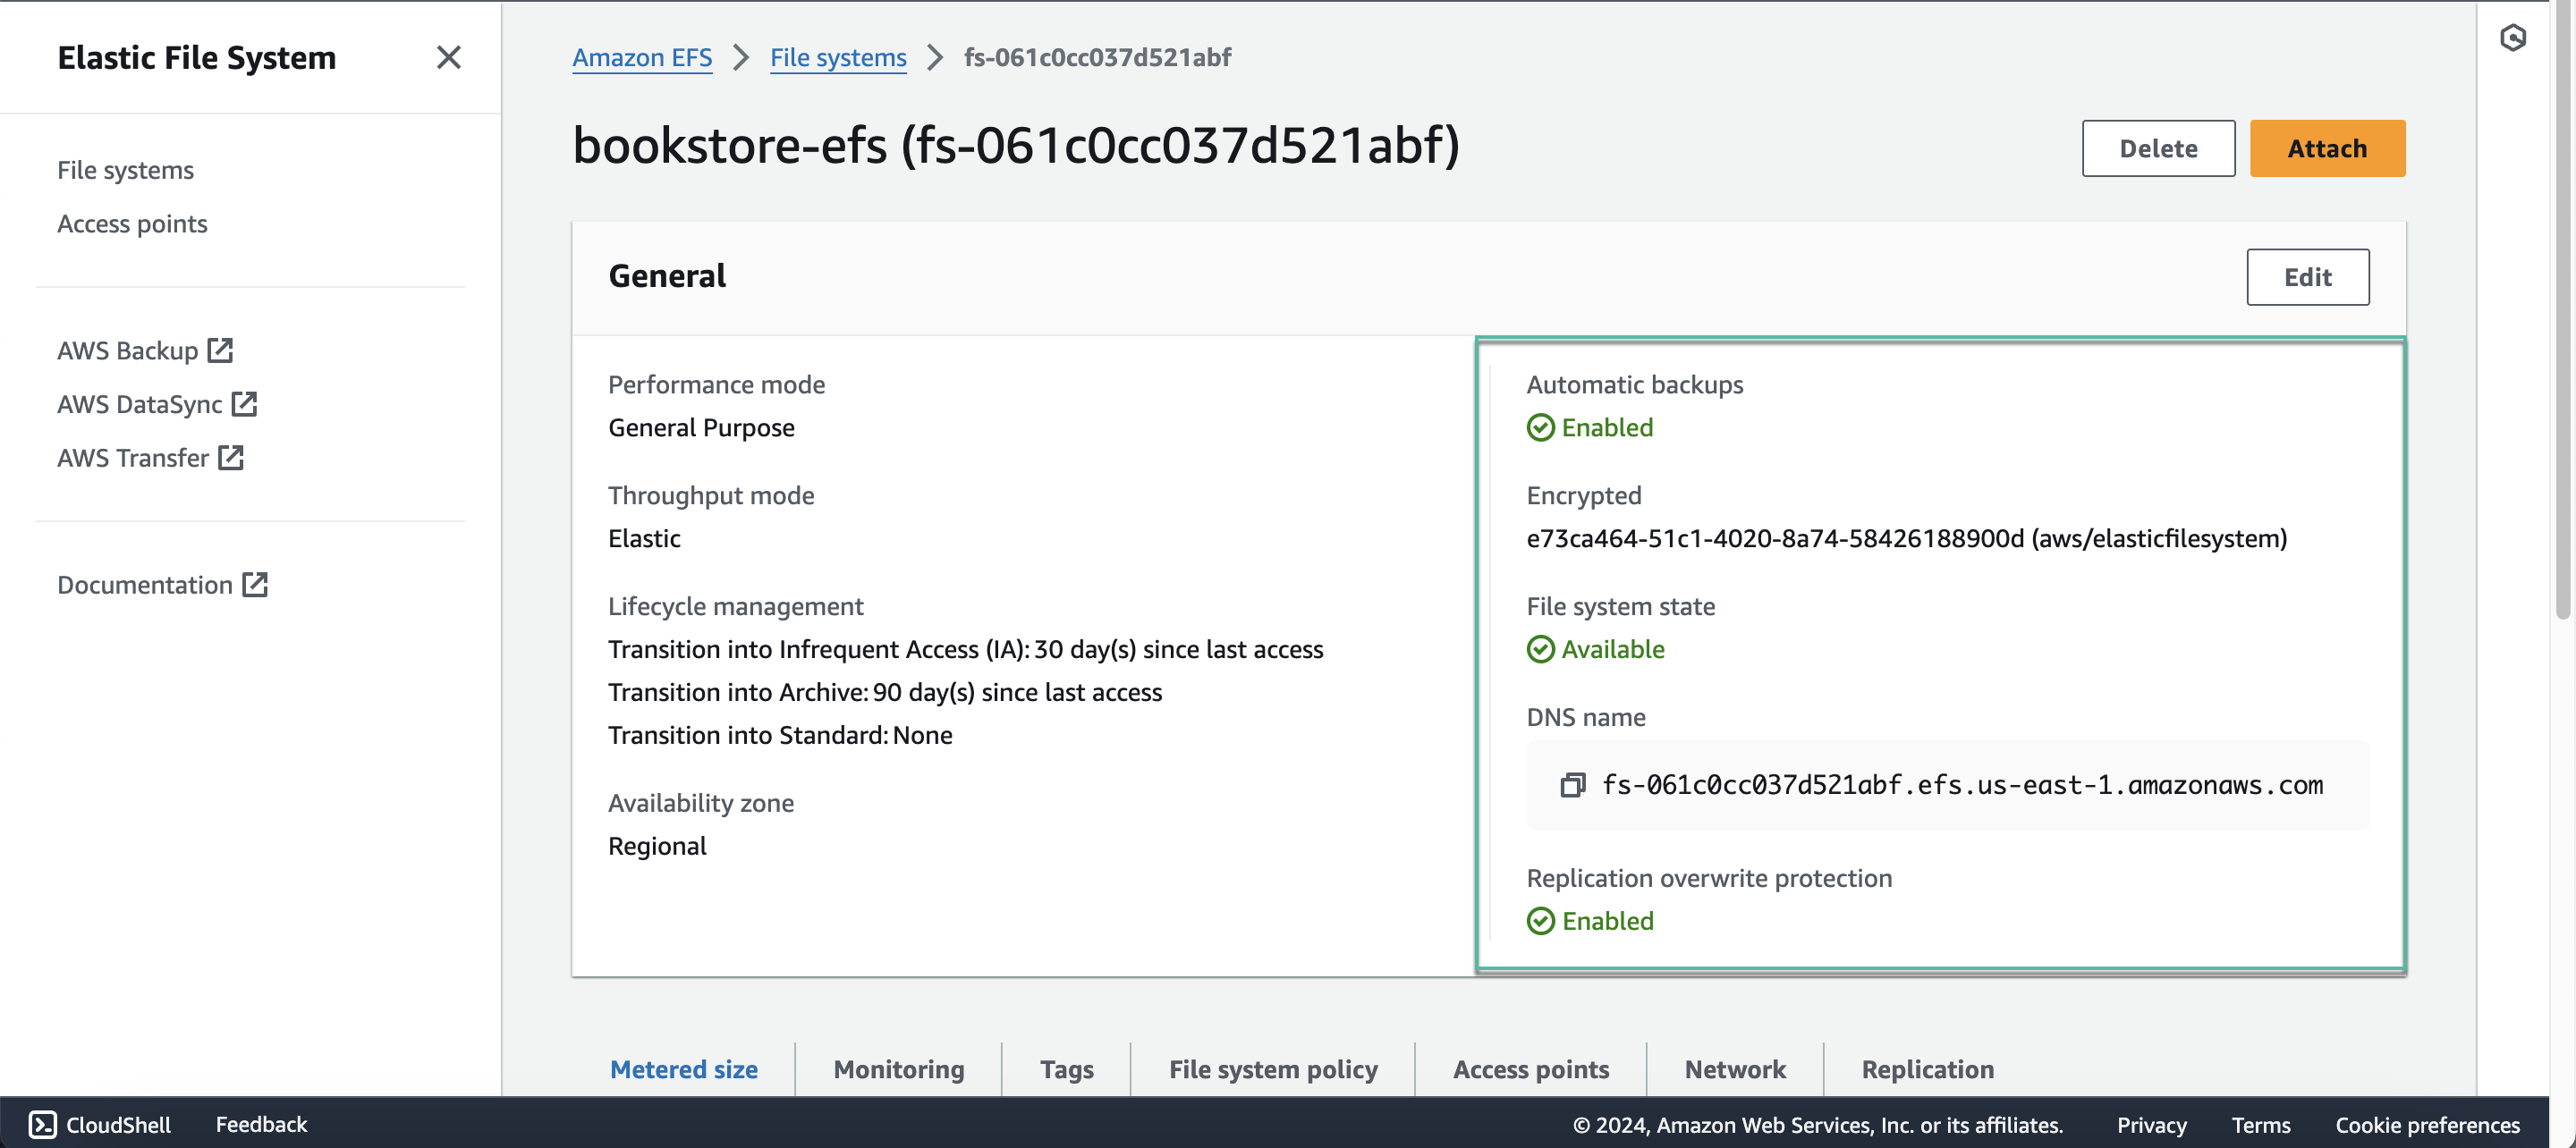 Elastic File System
File systems
Access points
AWS Backup
AWS DataSync
AWS Transfer
Documentation
Amazon EFS
File systems
fs-061c0cc037d521abf
bookstore-efs (fs-061c0cc037d521abf)
Delete
Attach
General
Edit
Performance mode
General Purpose
Throughput mode
Elastic
Lifecycle management
Transition into Infrequent Access (IA): 30 day(s) since last access
Transition into Archive: 90 day(s) since last access
Transition into Standard: None
Availability zone
Regional
Automatic backups
Enabled
Encrypted
e73ca464-51c1-4020-8a74-58426188900d (aws/elasticfilesystem)
File system state
Available
DNS name
fs-061c0cc037d521abf.efs.us-east-1.amazonaws.com
Replication overwrite protection
Enabled
Metered size
Monitoring
Tags
File system policy
Access points
Network
Replication
CloudShell
Feedback
© 2024, Amazon Web Services, Inc. or its affiliates.
Privacy
Terms
Cookie preferences